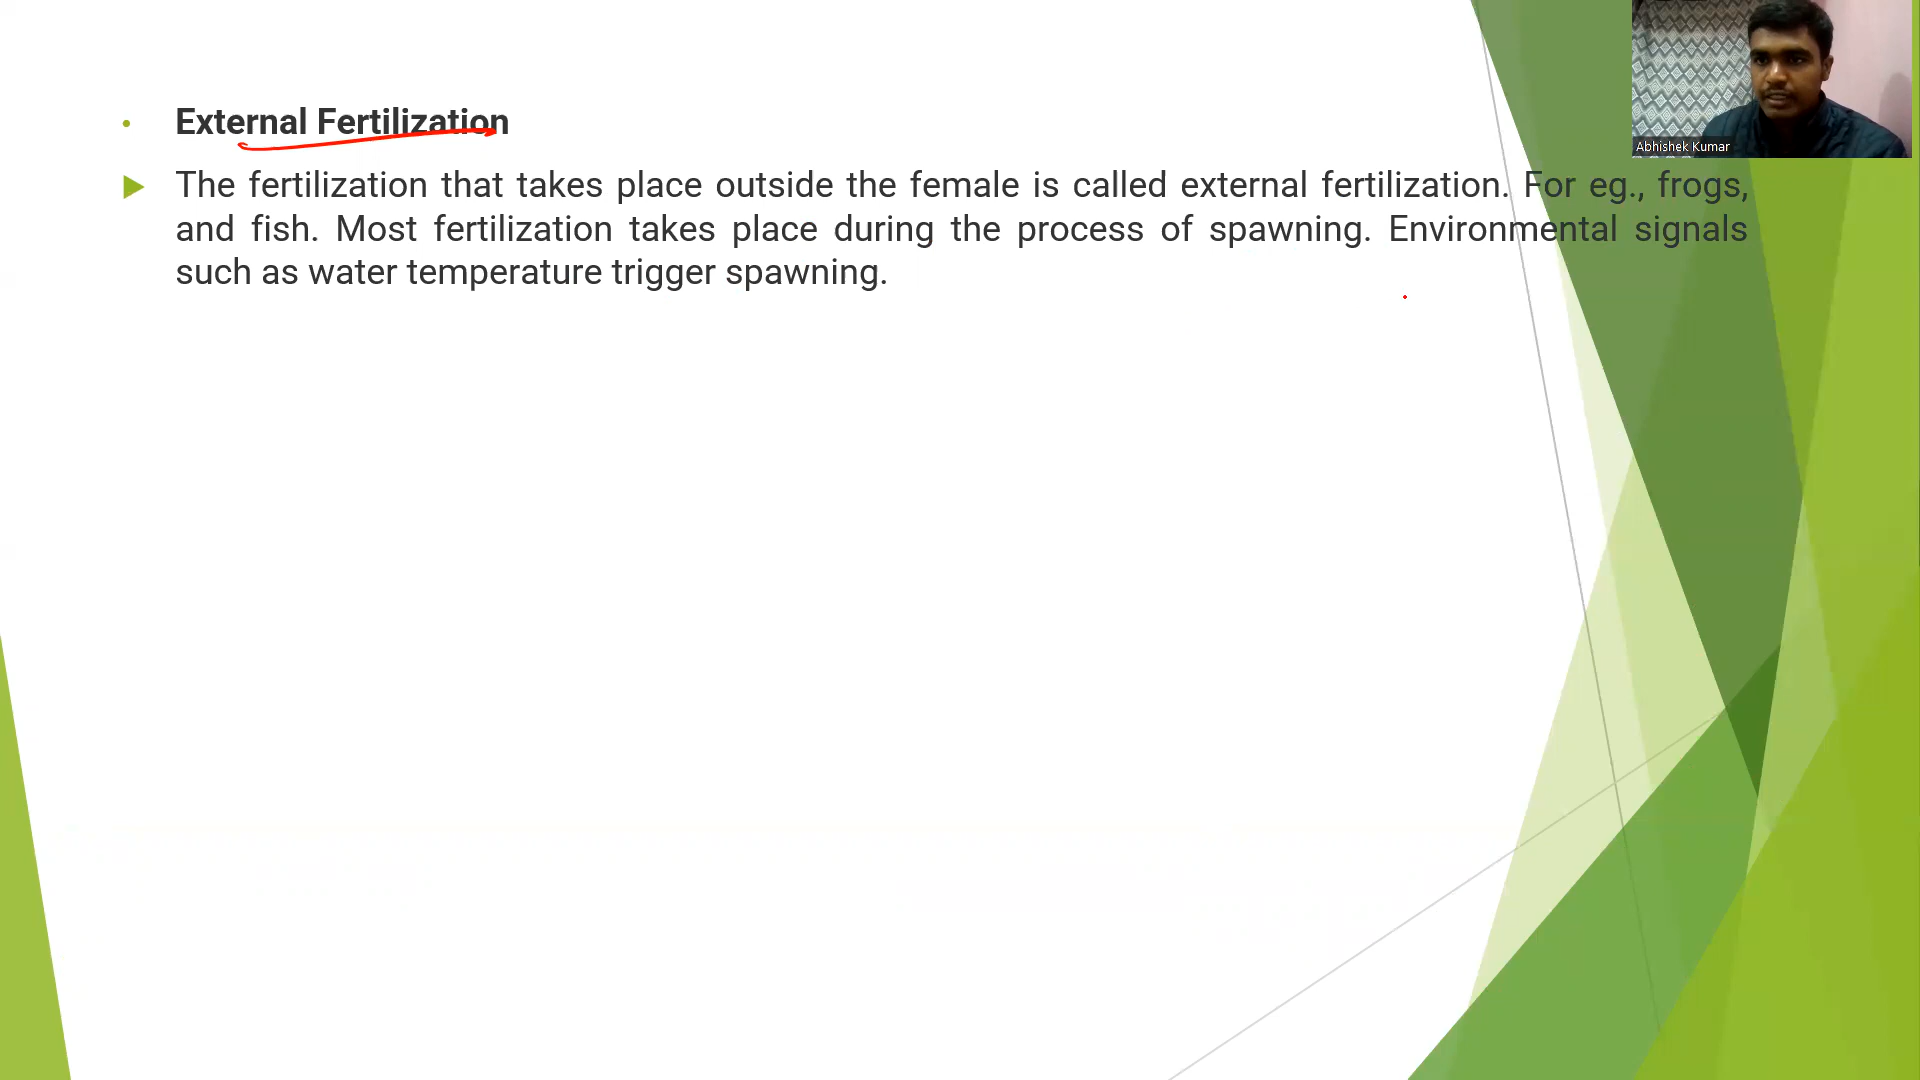 Abhishek Kumar
• External Fertilization
The fertilization that takes place outside the female is called external fertilization. For eg., frogs,
and fish. Most fertilization takes place during the process of spawning. Environmental signals
such as water temperature trigger spawning.